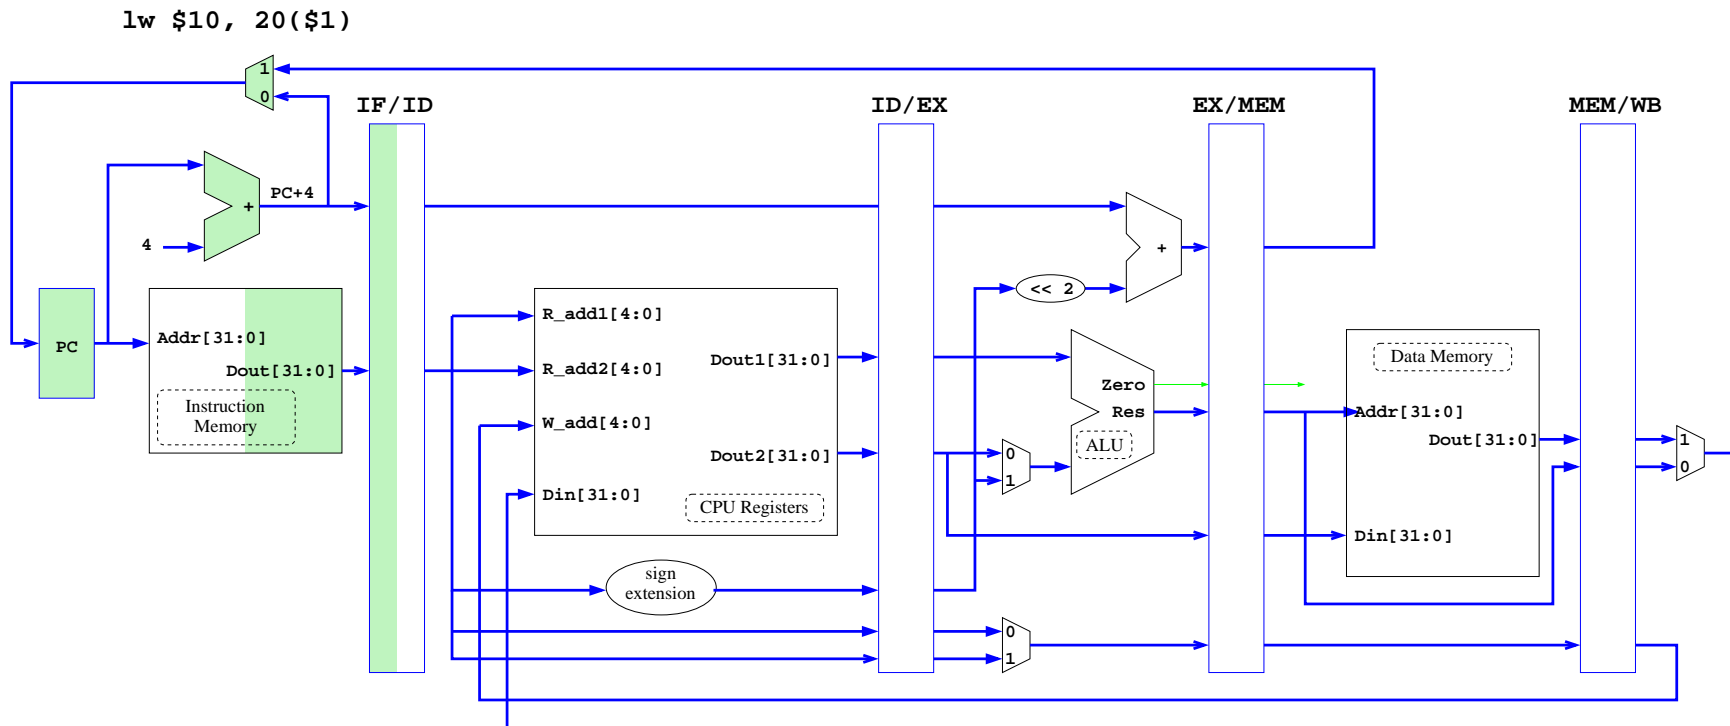 lw $10, 20($1)
1
0
IF/ID
ID/EX
EX/MEM
MEM/WB
PC+4
+
4
+
<< 2
PC
Addr[31:0]
Dout[31:0]
Instruction
Memory
R_add1[4:0]
R_add2[4:0]
W_add[4:0]
Din[31:0]
Dout1[31:0]
Dout2[31:0]
CPU Registers
sign
extension
0
1
Zero
Res
ALU
0
1
Data Memory
Addr[31:0]
Dout[31:0]
Din[31:0]
1
0